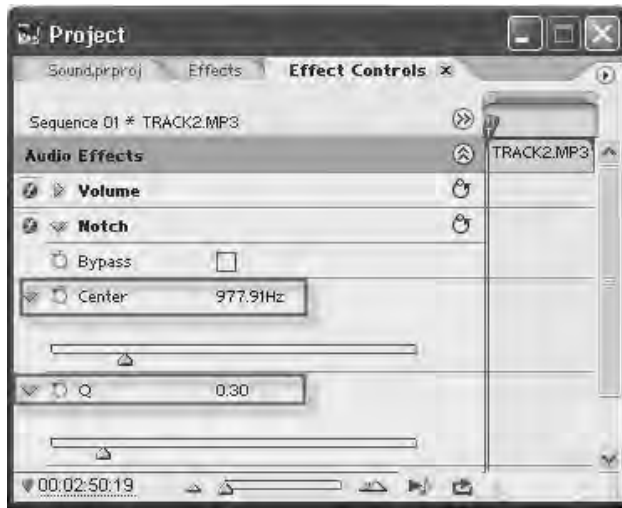 Project
Sound.prproj Effects Effect Controls
Sequence 01 * TRACK2.MP3
Audio Effects TRACK2.MP3
Volume
Notch
Bypass
Center 977.91Hz
Q 0.30
00:02:50:19